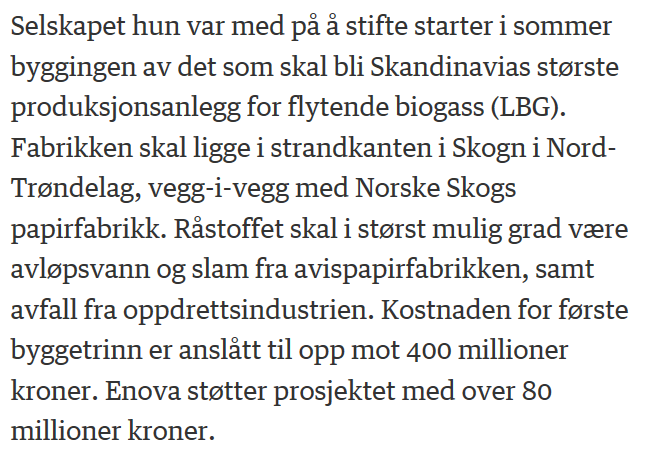 Selskapet hun var med på å stifte starter i sommer
byggingen av det som skal bli Skandinavias største
produksjonsanlegg for flytende biogass (LBG).
Fabrikken skal ligge i strandkanten i Skogn i Nord-
Trøndelag, vegg-i-vegg med Norske Skogs
papirfabrikk. Råstoffet skal i størst mulig grad være
avløpsvann og slam fra avispapirfabrikken, samt
avfall fra oppdrettsindustrien. Kostnaden for første
byggetrinn er anslått til opp mot 400 millioner
kroner. Enova støtter prosjektet med over 80
millioner kroner.